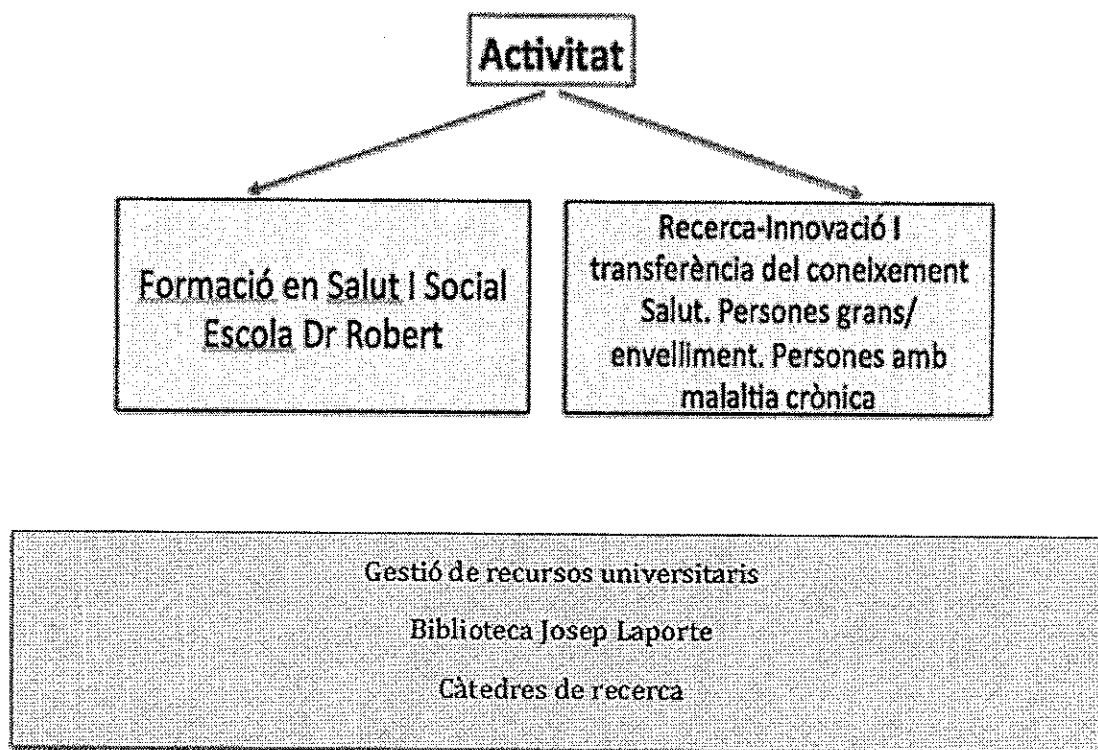 Activitat
Formació en Salut I Social
Escola Dr Robert
Recerca-Innovació I
transferència del coneixement
Salut. Persones grans/
envelliment. Persones amb
malaltia crònica
Gestió de recursos universitaris
Biblioteca Josep Laporte
Càtedres de recerca